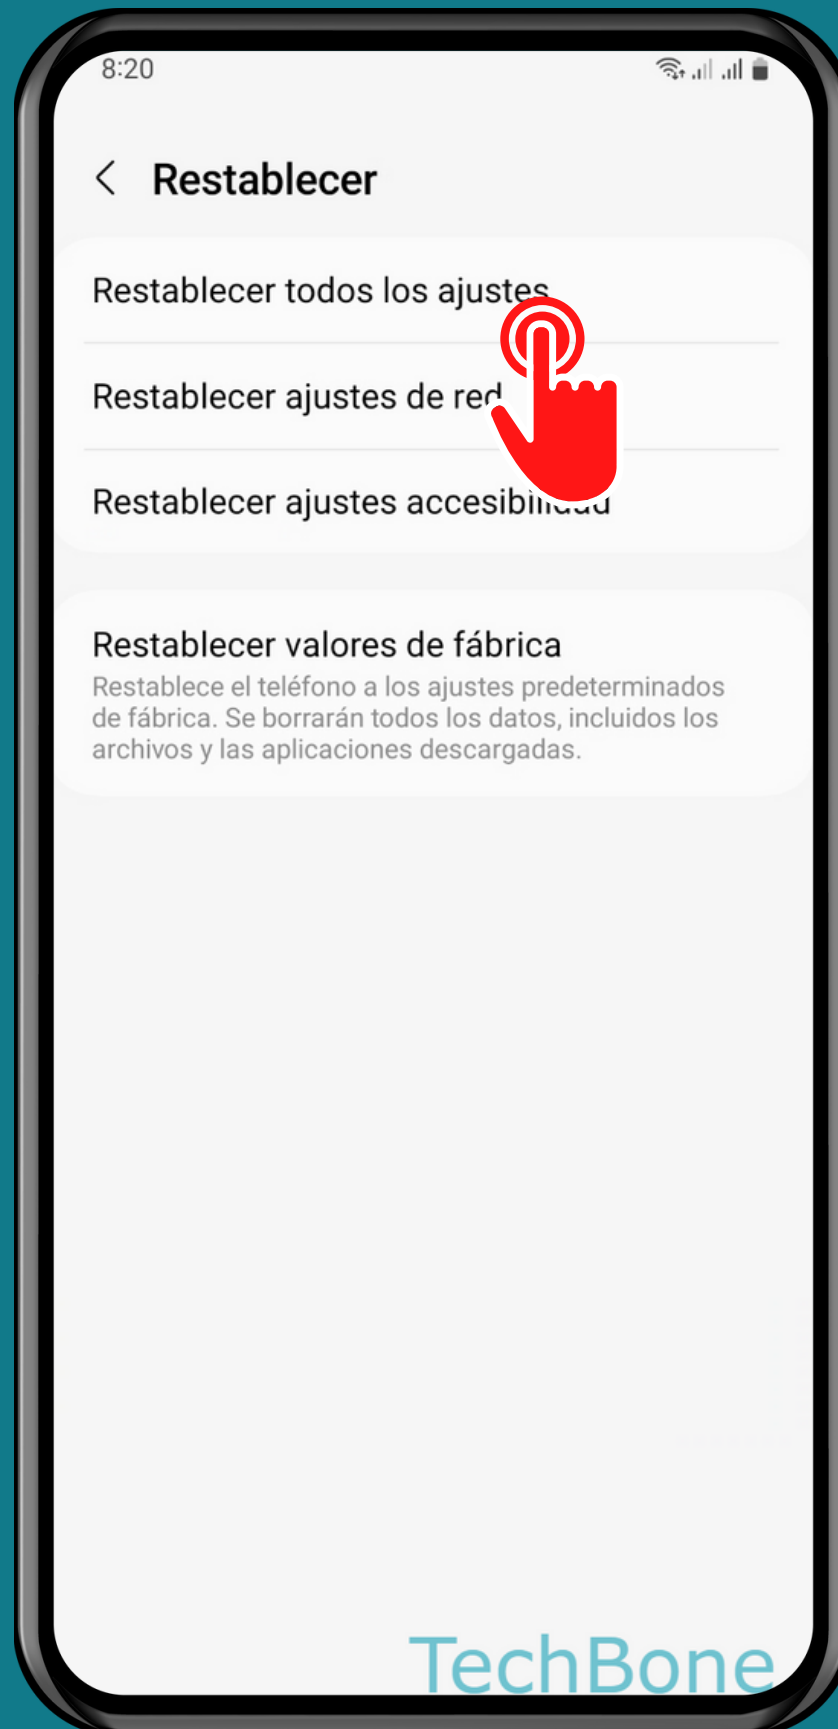 8:20
Restablecer
Restablecer todos los ajustes
Restablecer ajustes de red
Restablecer ajustes accesibilidad
Restablecer valores de fábrica
Restablece el teléfono a los ajustes predeterminados
de fábrica. Se borrarán todos los datos, incluidos los
archivos y las aplicaciones descargadas.
TechBone